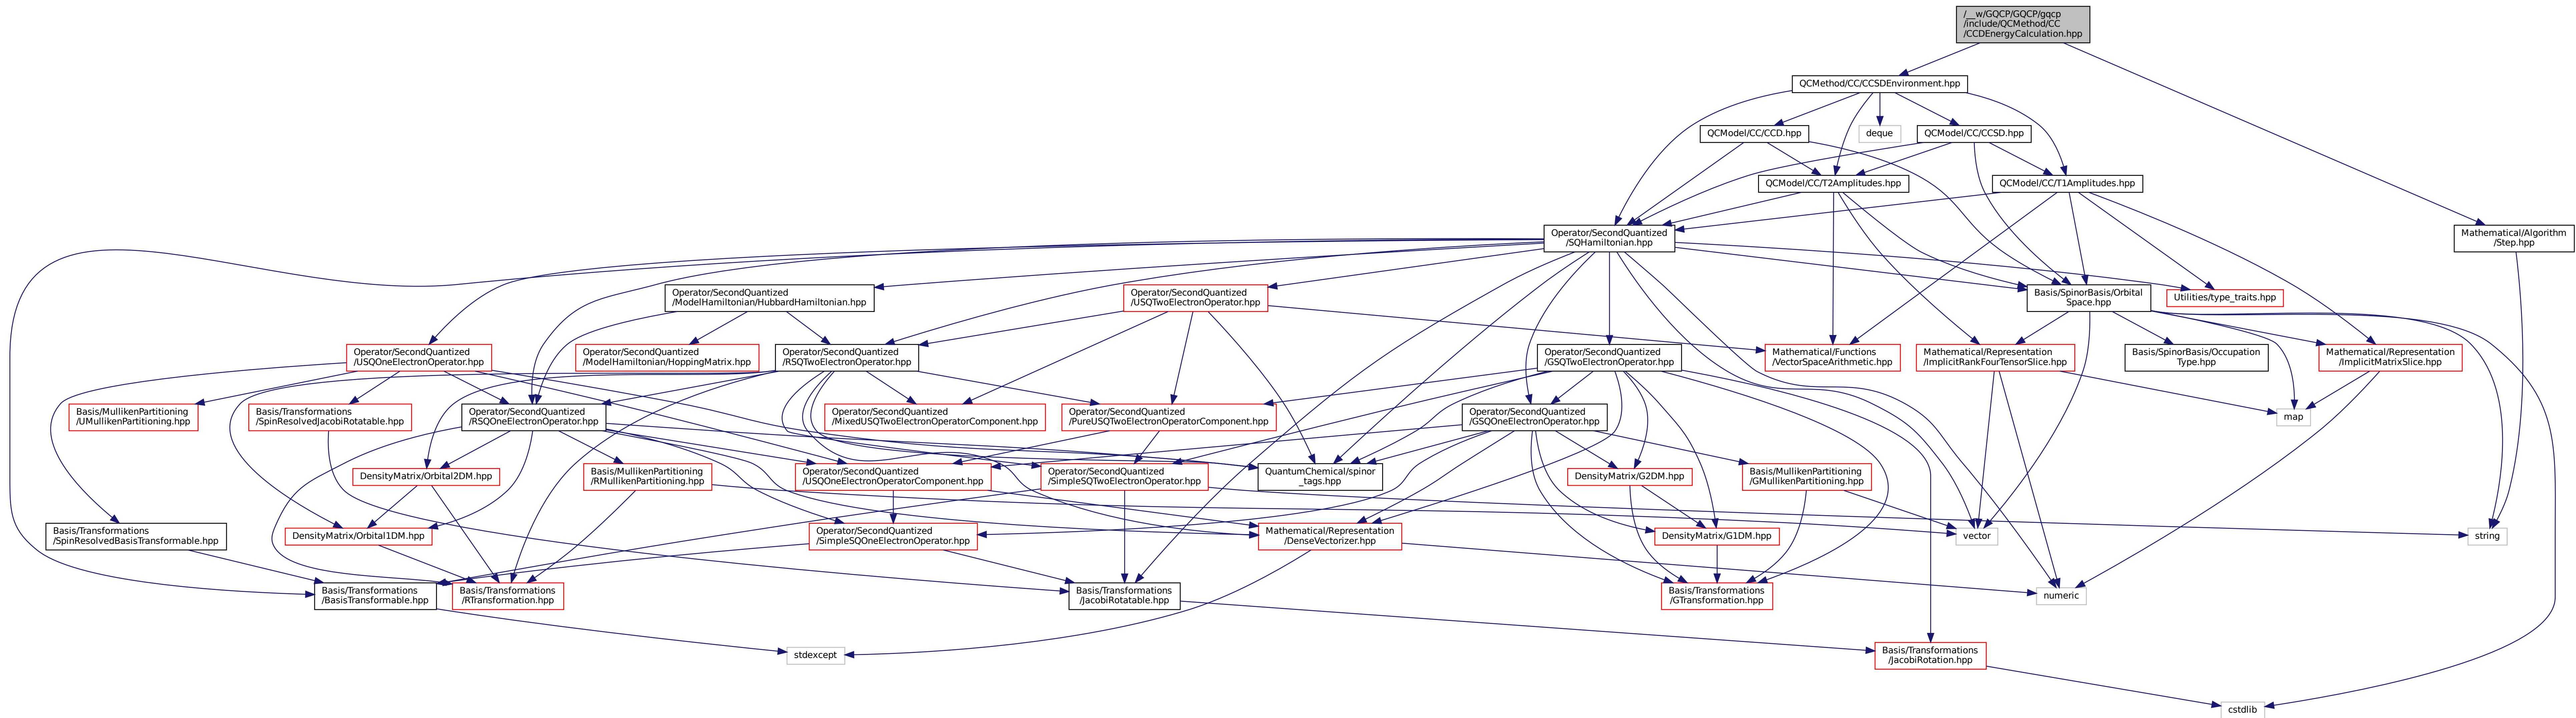 /__w/GQCP/GQCP/gqcp
/include/QCMethod/CC
/CCDEnergyCalculation.hpp
QCMethod/CC/CCSDEnvironment.hpp
QCModel/CC/CCD.hpp
deque
QCModel/CC/CCSD.hpp
QCModel/CC/T2Amplitudes.hpp
QCModel/CC/T1Amplitudes.hpp
Operator/SecondQuantized
/SQHamiltonian.hpp
Mathematical/Algorithm
/Step.hpp
Operator/SecondQuantized
/ModelHamiltonian/HubbardHamiltonian.hpp
Operator/SecondQuantized
/USQTwoElectronOperator.hpp
Basis/SpinorBasis/Orbital
Space.hpp
Utilities/type_traits.hpp
Operator/SecondQuantized
/USQOneElectronOperator.hpp
Operator/SecondQuantized
/ModelHamiltonian/HoppingMatrix.hpp
Operator/SecondQuantized
/RSQTwoElectronOperator.hpp
Mathematical/Functions
/VectorSpaceArithmetic.hpp
Operator/SecondQuantized
/GSQTwoElectronOperator.hpp
Mathematical/Representation
/ImplicitRankFourTensorSlice.hpp
Basis/SpinorBasis/Occupation
Type.hpp
Mathematical/Representation
/ImplicitMatrixSlice.hpp
Basis/MullikenPartitioning
/UMullikenPartitioning.hpp
Basis/Transformations
/SpinResolvedJacobiRotatable.hpp
Operator/SecondQuantized
/RSQOneElectronOperator.hpp
Operator/SecondQuantized
/MixedUSQTwoElectronOperatorComponent.hpp
Operator/SecondQuantized
/PureUSQTwoElectronOperatorComponent.hpp
Operator/SecondQuantized
/GSQOneElectronOperator.hpp
map
DensityMatrix/Orbital2DM.hpp
Basis/MullikenPartitioning
/RMullikenPartitioning.hpp
Operator/SecondQuantized
/USQOneElectronOperatorComponent.hpp
Operator/SecondQuantized
/SimpleSQTwoElectronOperator.hpp
QuantumChemical/spinor
_tags.hpp
DensityMatrix/G2DM.hpp
Basis/MullikenPartitioning
/GMullikenPartitioning.hpp
Basis/Transformations
/SpinResolvedBasisTransformable.hpp
DensityMatrix/Orbital1DM.hpp
Operator/SecondQuantized
/SimpleSQOneElectronOperator.hpp
Mathematical/Representation
/DenseVectorizer.hpp
DensityMatrix/G1DM.hpp
vector
string
Basis/Transformations
/BasisTransformable.hpp
Basis/Transformations
/RTransformation.hpp
Basis/Transformations
/JacobiRotatable.hpp
Basis/Transformations
/GTransformation.hpp
numeric
stdexcept
Basis/Transformations
/JacobiRotation.hpp
cstdlib